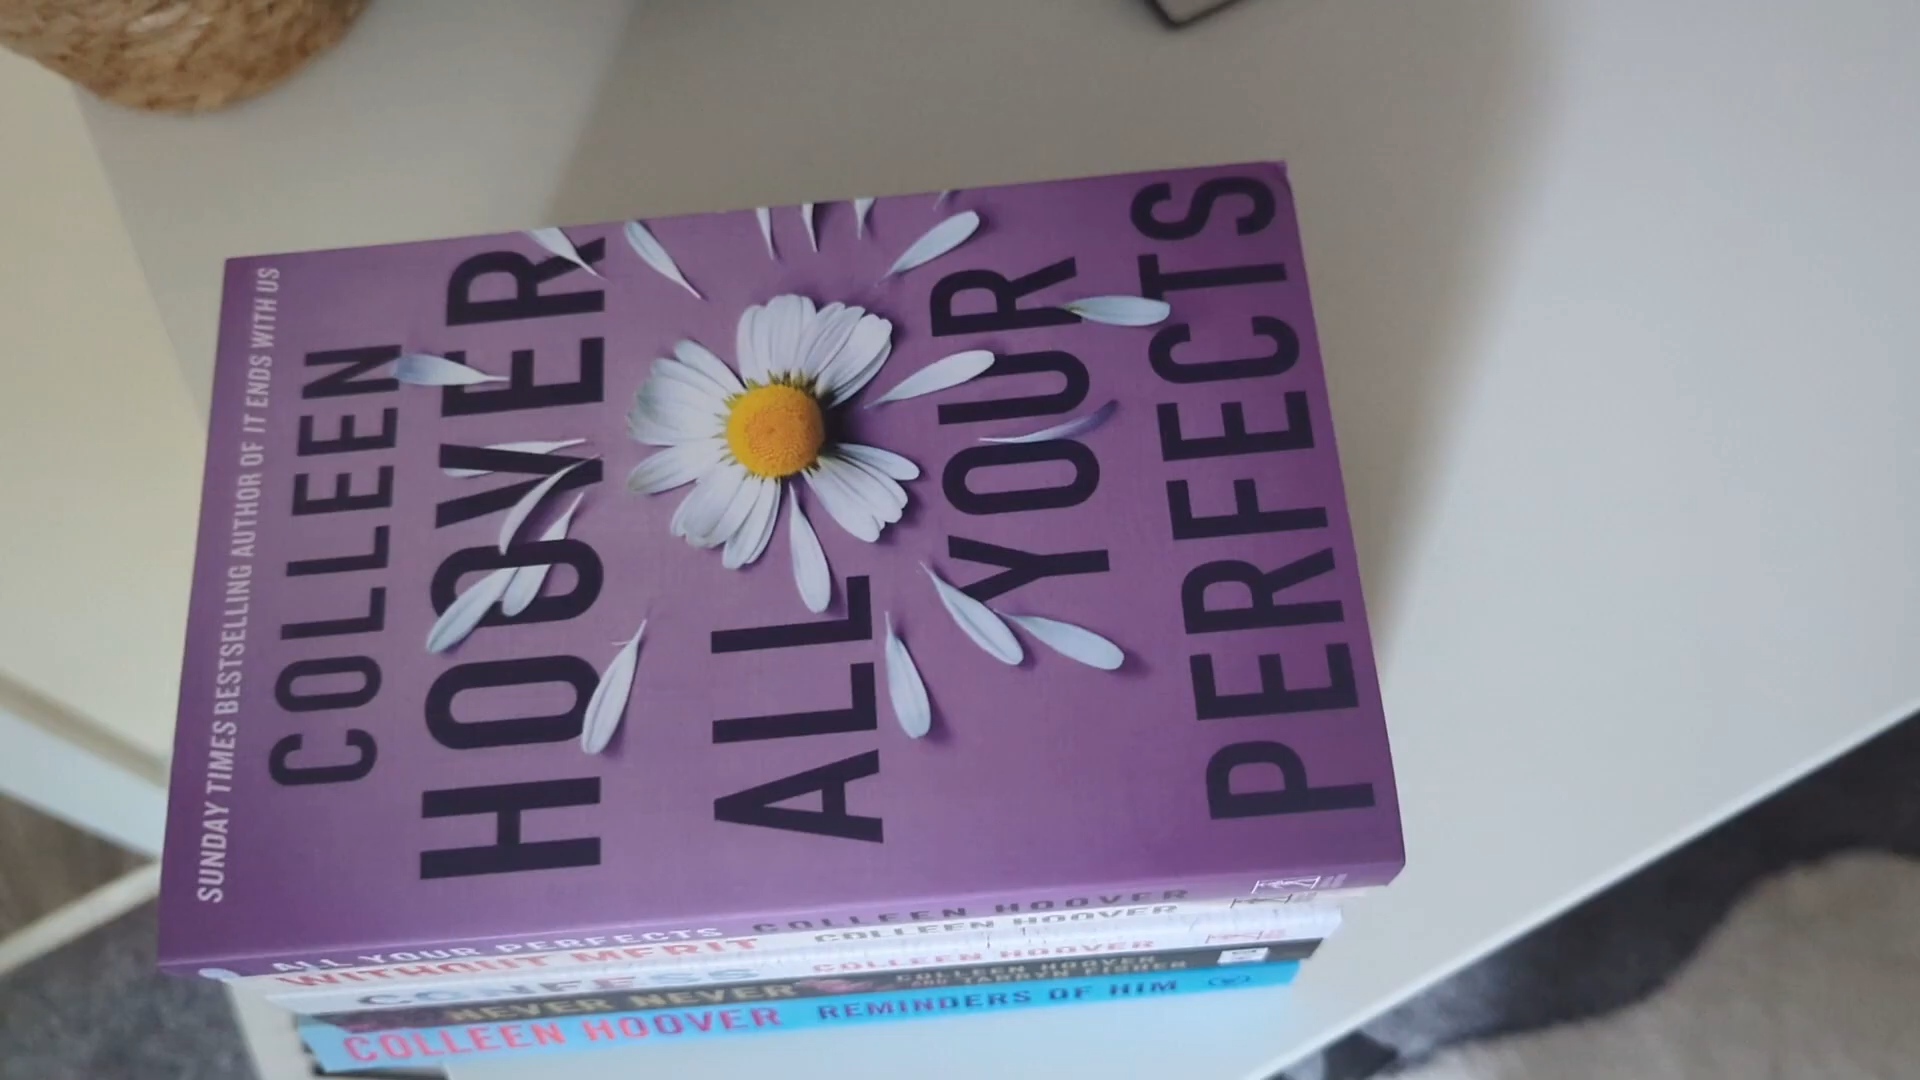 SUNDAY TIMES BESTSELLING AUTHOR OF IT ENDS WITH US
COLLEEN
HOOVER
ALL
YOUR
PERFECTS
ALL YOUR PERFECTS COLLEEN HOOVER
WITHOUT MERIT COLLEEN HOOVER
CONFESS COLLEEN HOOVER
NEVER NEVER COLLEEN HOOVER
AND TARRYN FISHER
COLLEEN HOOVER REMINDERS OF HIM